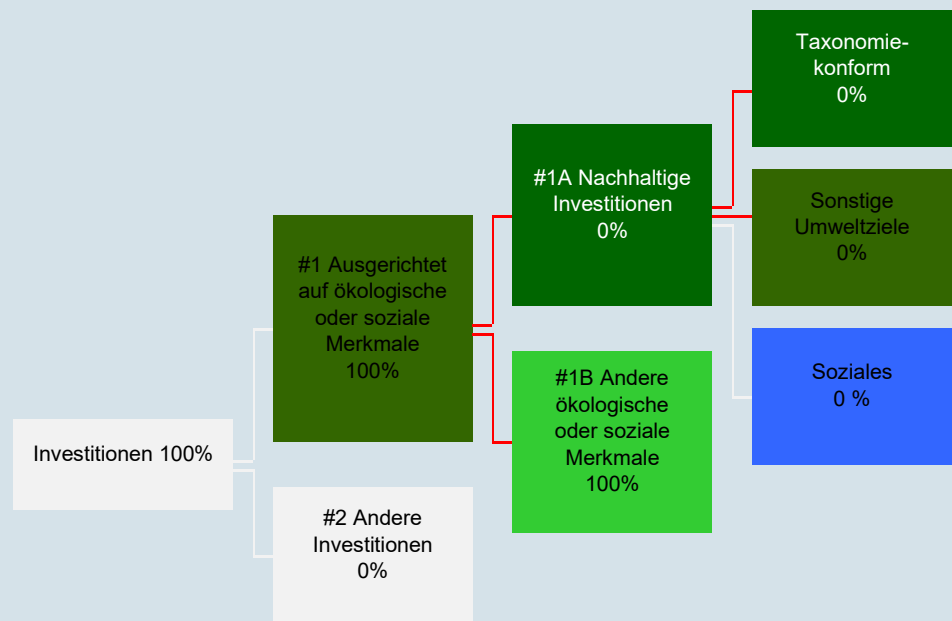 Investitionen 100%
#1 Ausgerichtet
auf ökologische
oder soziale
Merkmale
100%
#2 Andere
Investitionen
0%
#1A Nachhaltige
Investitionen
0%
#1B Andere
ökologische
oder soziale
Merkmale
100%
Taxonomie-
konform
0%
Sonstige
Umweltziele
0%
Soziales
0 %